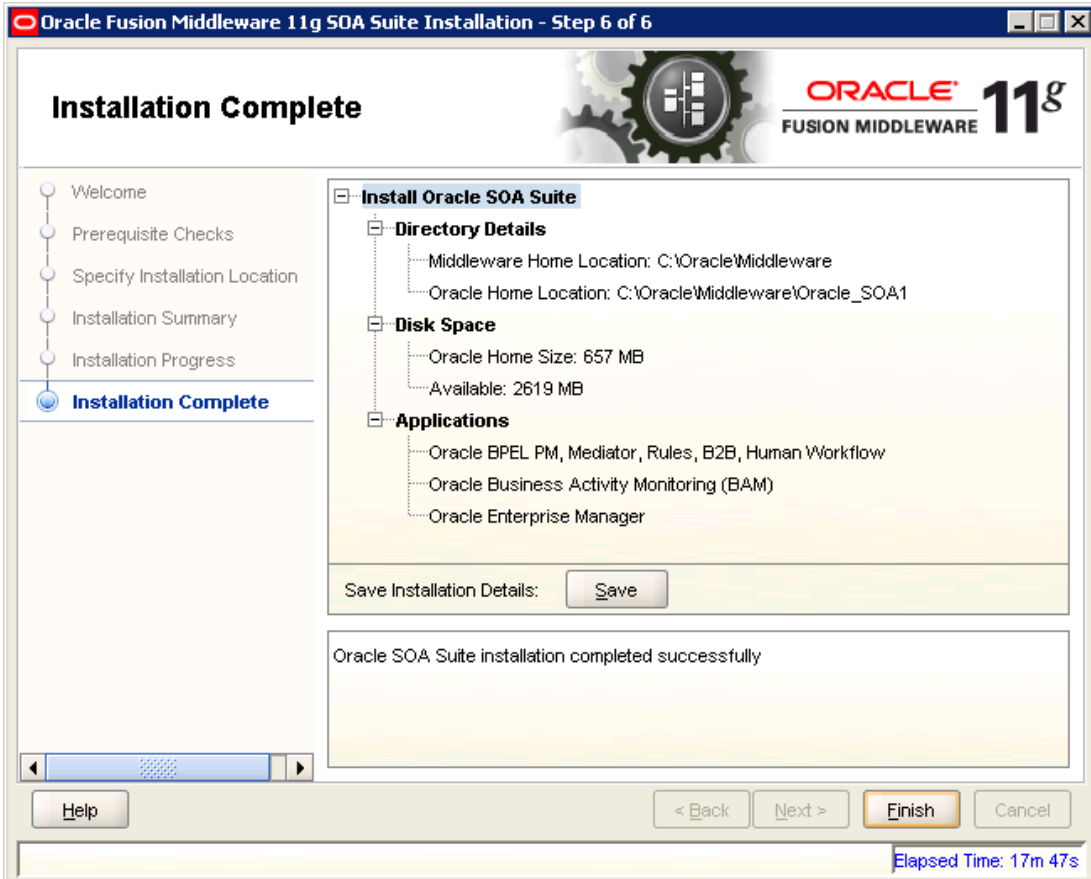 Oracle Fusion Middleware 11g SOA Suite Installation - Step 6 of 6
Installation Complete
ORACLE
FUSION MIDDLEWARE 11g
Welcome
Prerequisite Checks
Specify Installation Location
Installation Summary
Installation Progress
Installation Complete
Install Oracle SOA Suite
Directory Details
Middleware Home Location: C:\Oracle\Middleware
Oracle Home Location: C:\Oracle\Middleware\Oracle_SOA1
Disk Space
Oracle Home Size: 657 MB
Available: 2619 MB
Applications
Oracle BPEL PM, Mediator, Rules, B2B, Human Workflow
Oracle Business Activity Monitoring (BAM)
Oracle Enterprise Manager
Save Installation Details: Save
Oracle SOA Suite installation completed successfully
Help < Back Next > Finish Cancel
Elapsed Time: 17m 47s